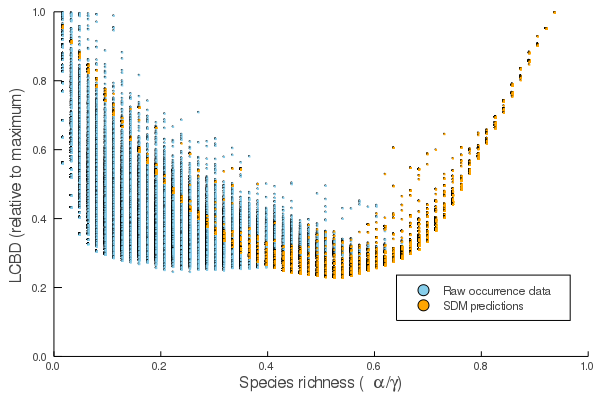 1.0
0.8
0.6
0.4
0.2
0.0
LCBD (relative to maximum)
Raw occurrence data
SDM predictions
0.0 0.2 0.4 0.6 0.8 1.0
Species richness ( α/γ)